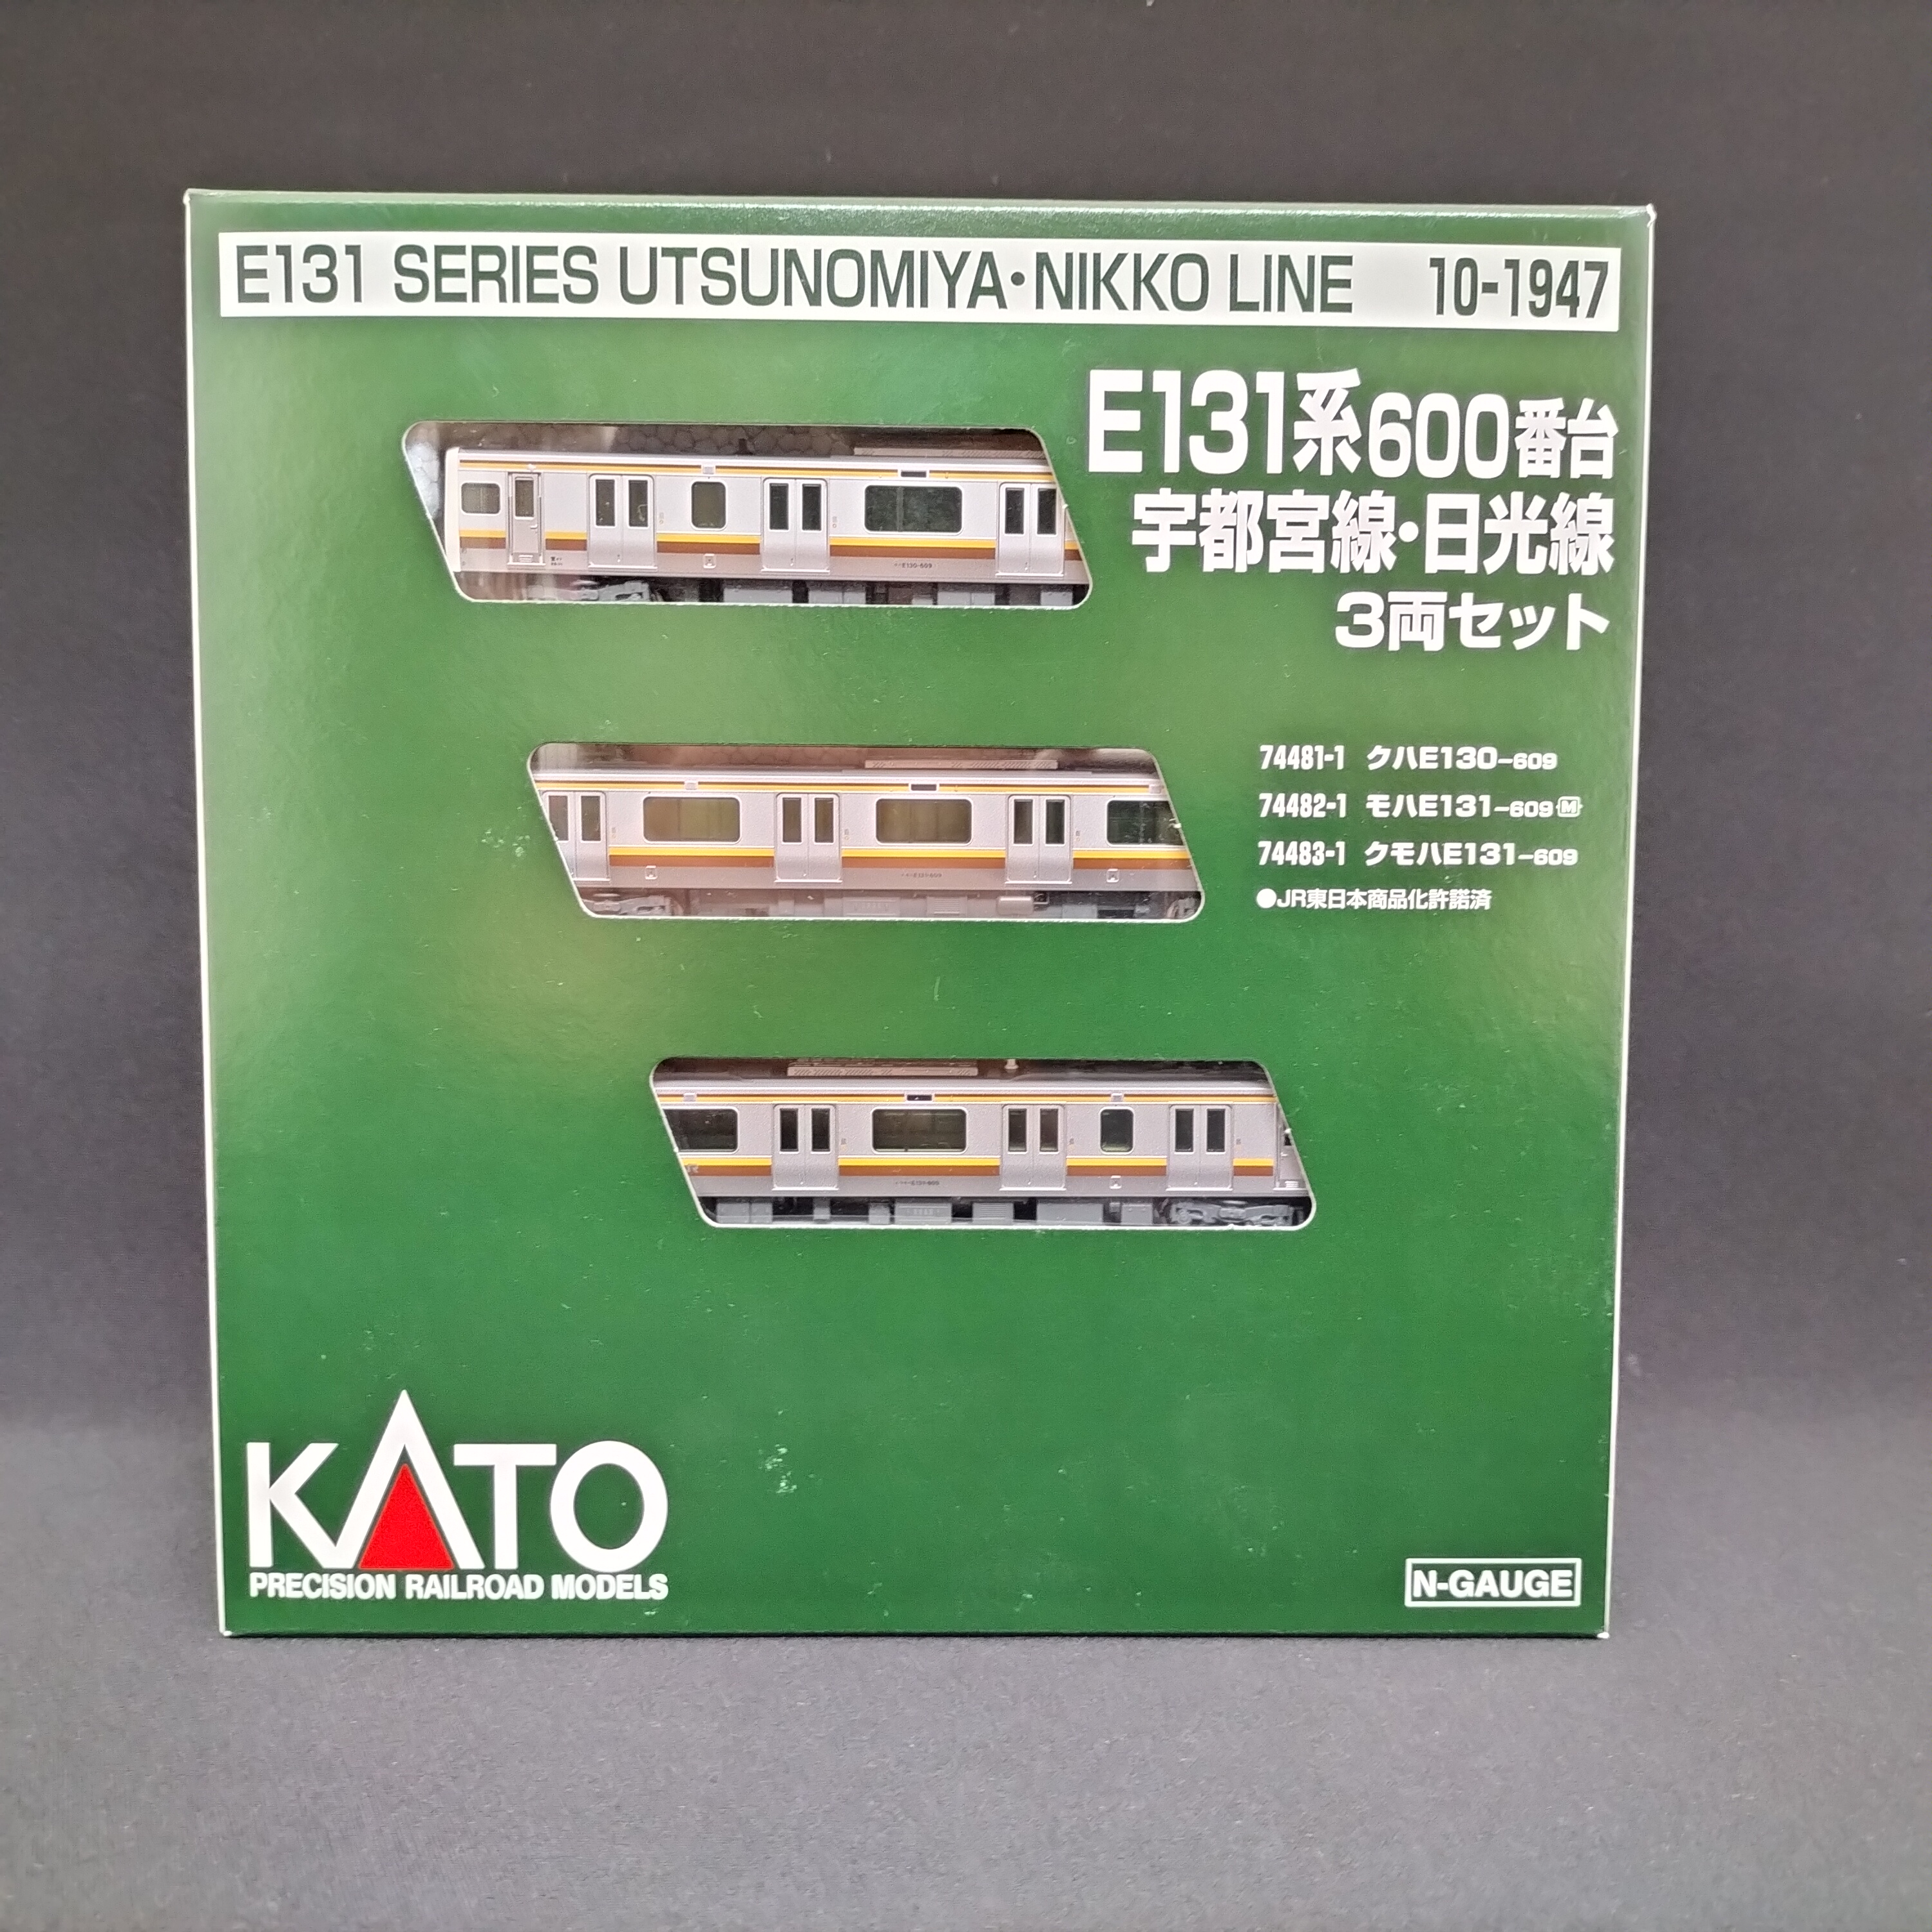 E131 SERIES UTSUNOMIYA・NIKKO LINE 10-1947
E131系600番台
宇都宮線・日光線
3両セット
74481-1 クハE130-609
74482-1 モハE131-609 M
74483-1 クモハE131-609
●JR東日本商品化許諾済
KATO
PRECISION RAILROAD MODELS
N-GAUGE